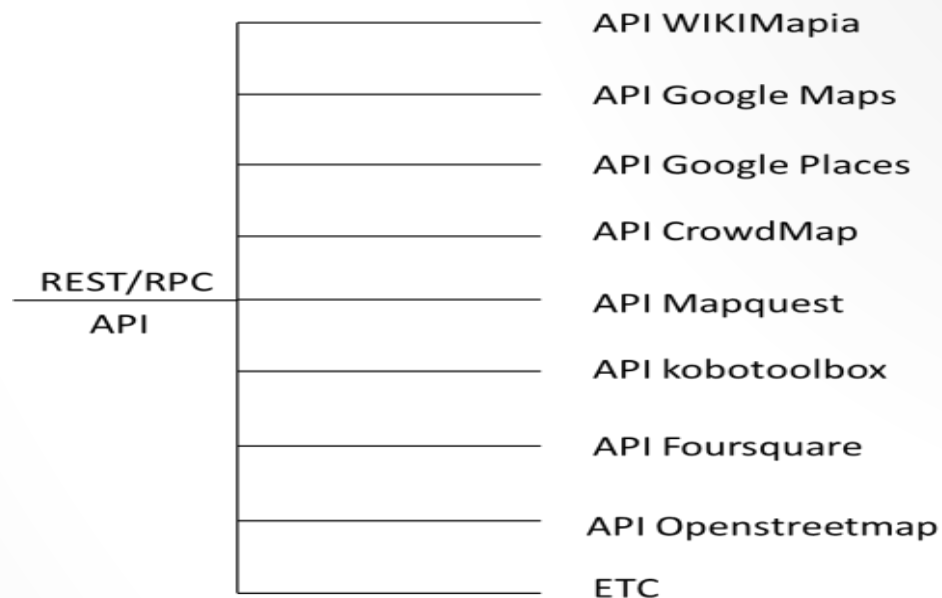 API WIKIMapia
API Google Maps
API Google Places
API CrowdMap
REST/RPC
API
API Mapquest
API kobotoolbox
API Foursquare
API Openstreetmap
ETC